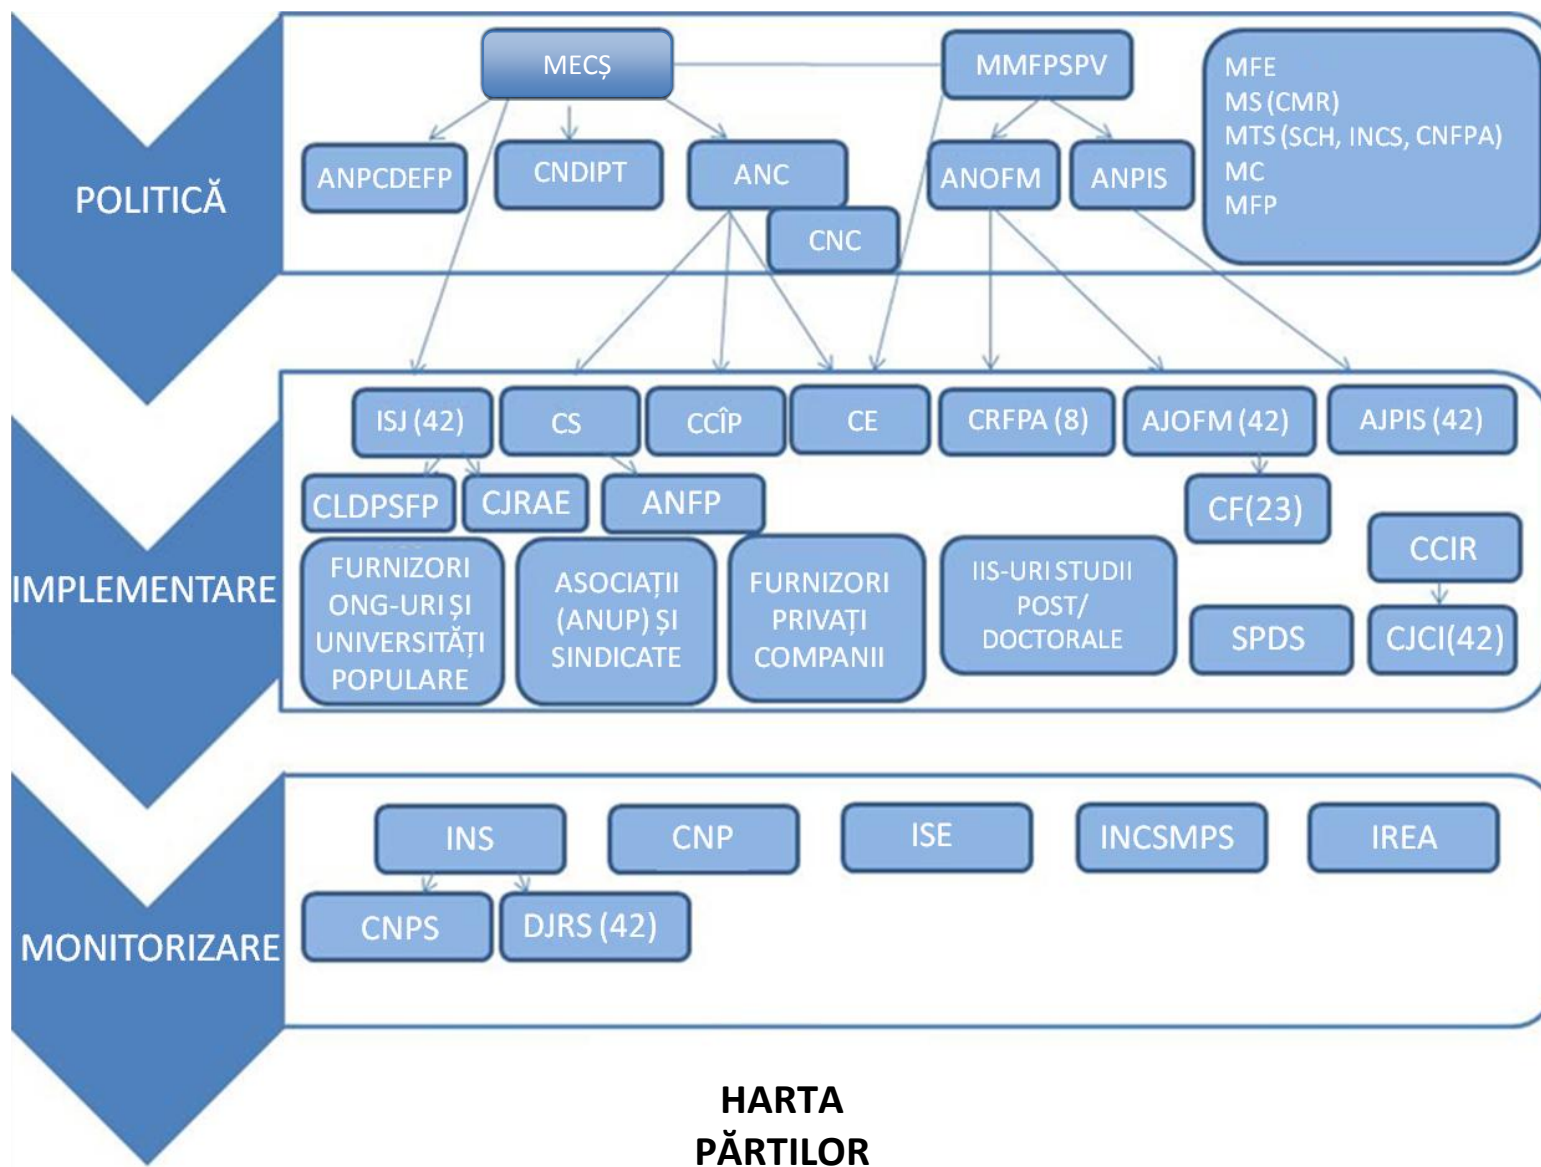 POLITICĂ
MECȘ
MMFPSPV
MFE
MS (CMR)
MTS (SCH, INCS, CNFPA)
MC
MFP
ANPCDEFP
CNDIPT
ANC
CNC
ANOFM
ANPIS
IMPLEMENTARE
ISJ (42)
CS
CCÎP
CE
CRFPA (8)
AJOFM (42)
AJPIS (42)
CLDPSFP
CJRAE
ANFP
CF(23)
CCIR
FURNIZORI
ONG-URI ȘI
UNIVERSITĂȚI
POPULARE
ASOCIAȚII
(ANUP) ȘI
SINDICATE
FURNIZORI
PRIVAȚI
COMPANII
IIS-URI STUDII
POST/
DOCTORALE
SPDS
CJCI(42)
MONITORIZARE
INS
CNP
ISE
INCSMPS
IREA
CNPS
DJRS (42)
HARTA
PĂRTILOR